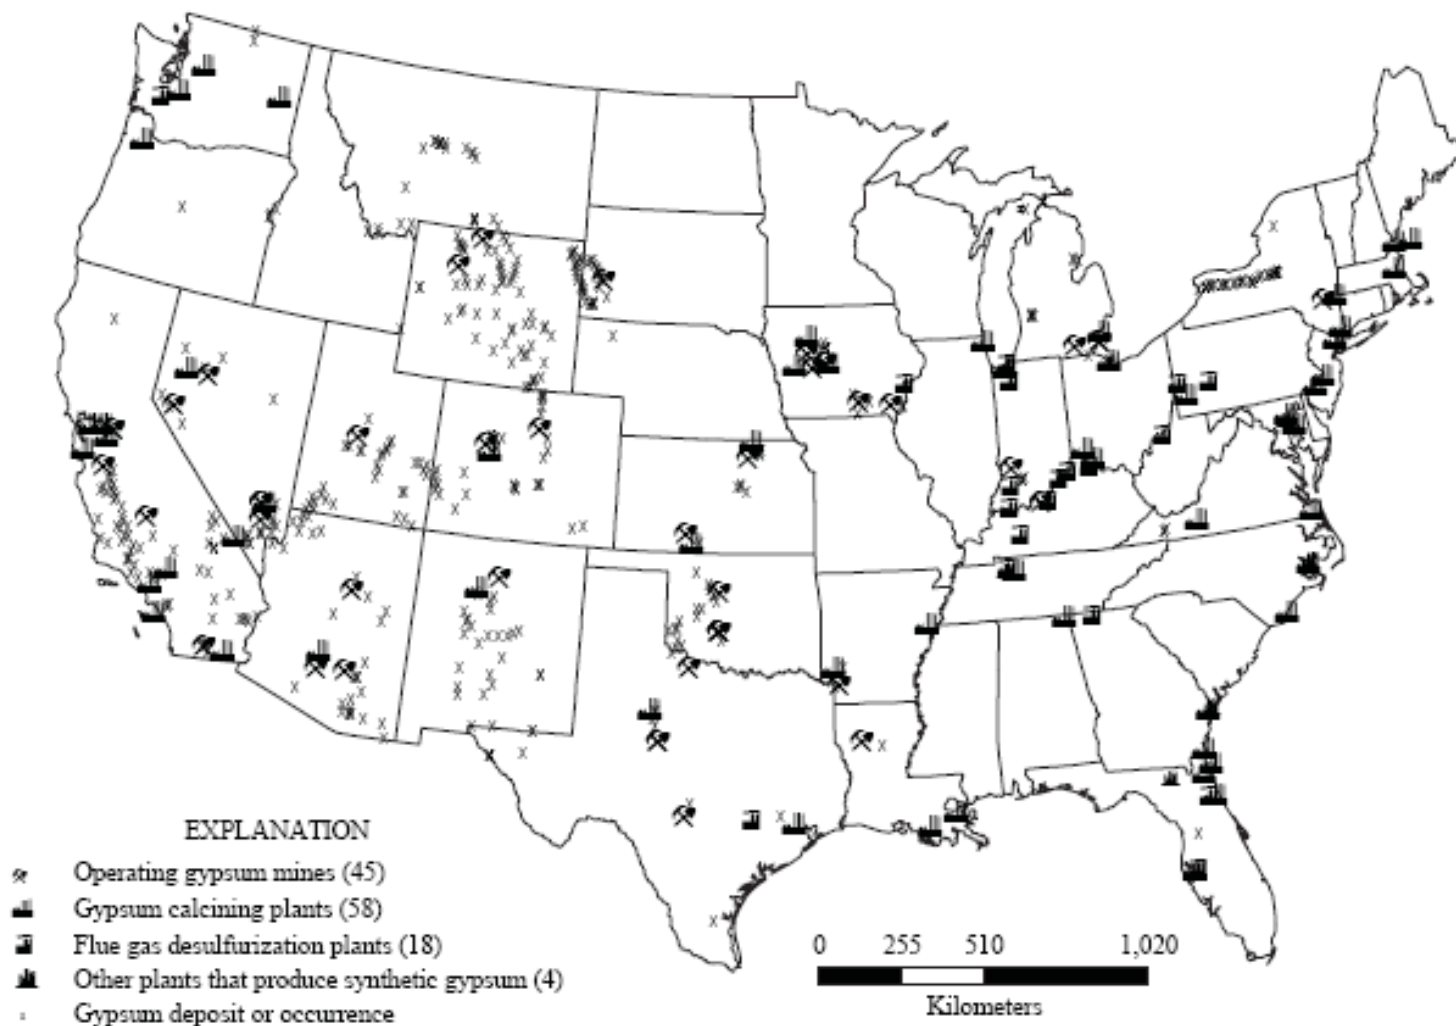 EXPLANATION
Operating gypsum mines (45)
Gypsum calcining plants (58)
Flue gas desulfurization plants (18)
Other plants that produce synthetic gypsum (4)
Gypsum deposit or occurrence
0 255 510 1,020
Kilometers